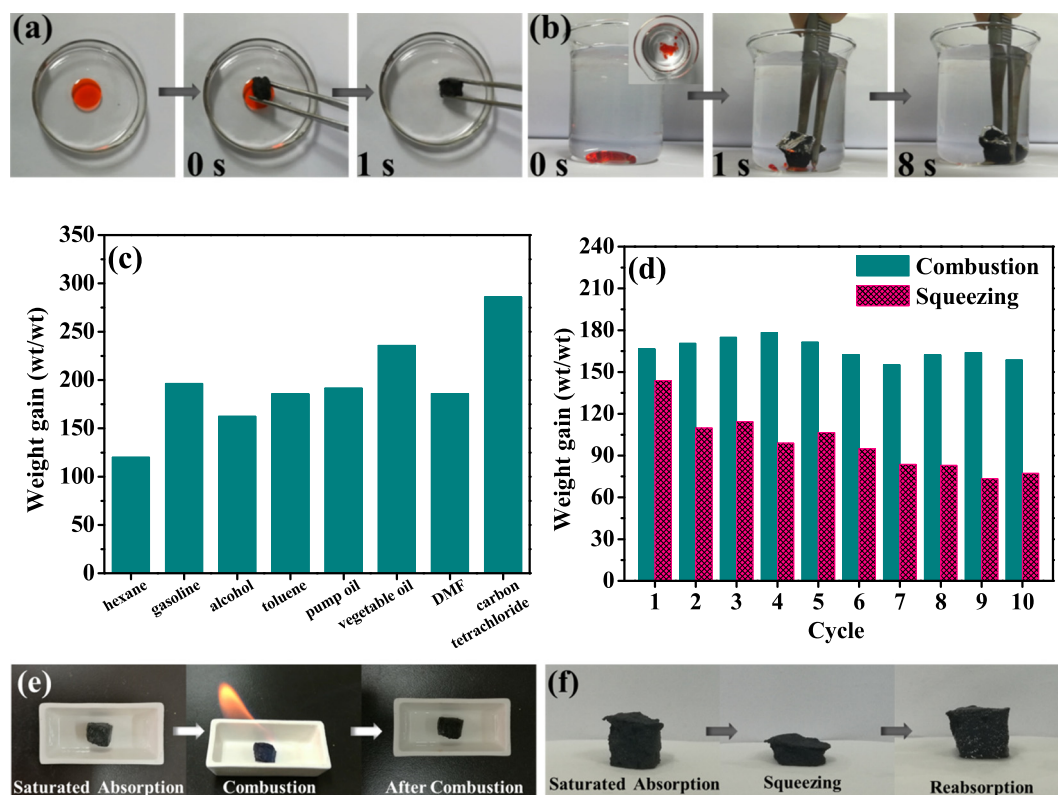 (a)
0 s
1 s
(b)
0 s
1 s
8 s
(c)
Weight gain (wt/wt)
350
300
250
200
150
100
50
0
hexane
gasoline
alcohol
toluene
pump oil
vegetable oil
DMF
carbon
tetrachloride
(d)
Combustion
Squeezing
Weight gain (wt/wt)
240
210
180
150
120
90
60
30
0
1 2 3 4 5 6 7 8 9 10
Cycle
(e)
Saturated Absorption
Combustion
After Combustion
(f)
Saturated Absorption
Squeezing
Reabsorption